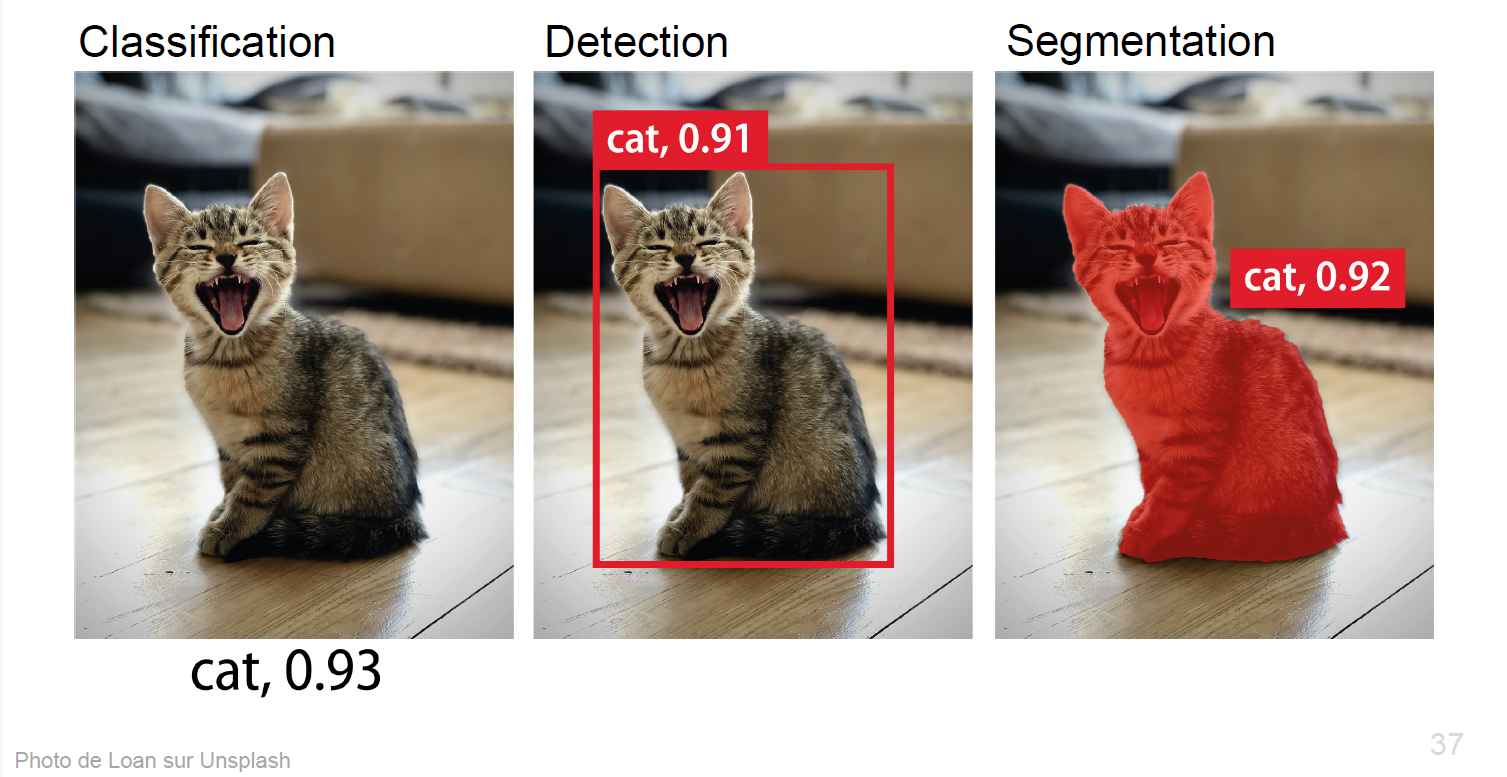 Classification
Detection
Segmentation
cat, 0.91
cat, 0.92
cat, 0.93
Photo de Loan sur Unsplash
37